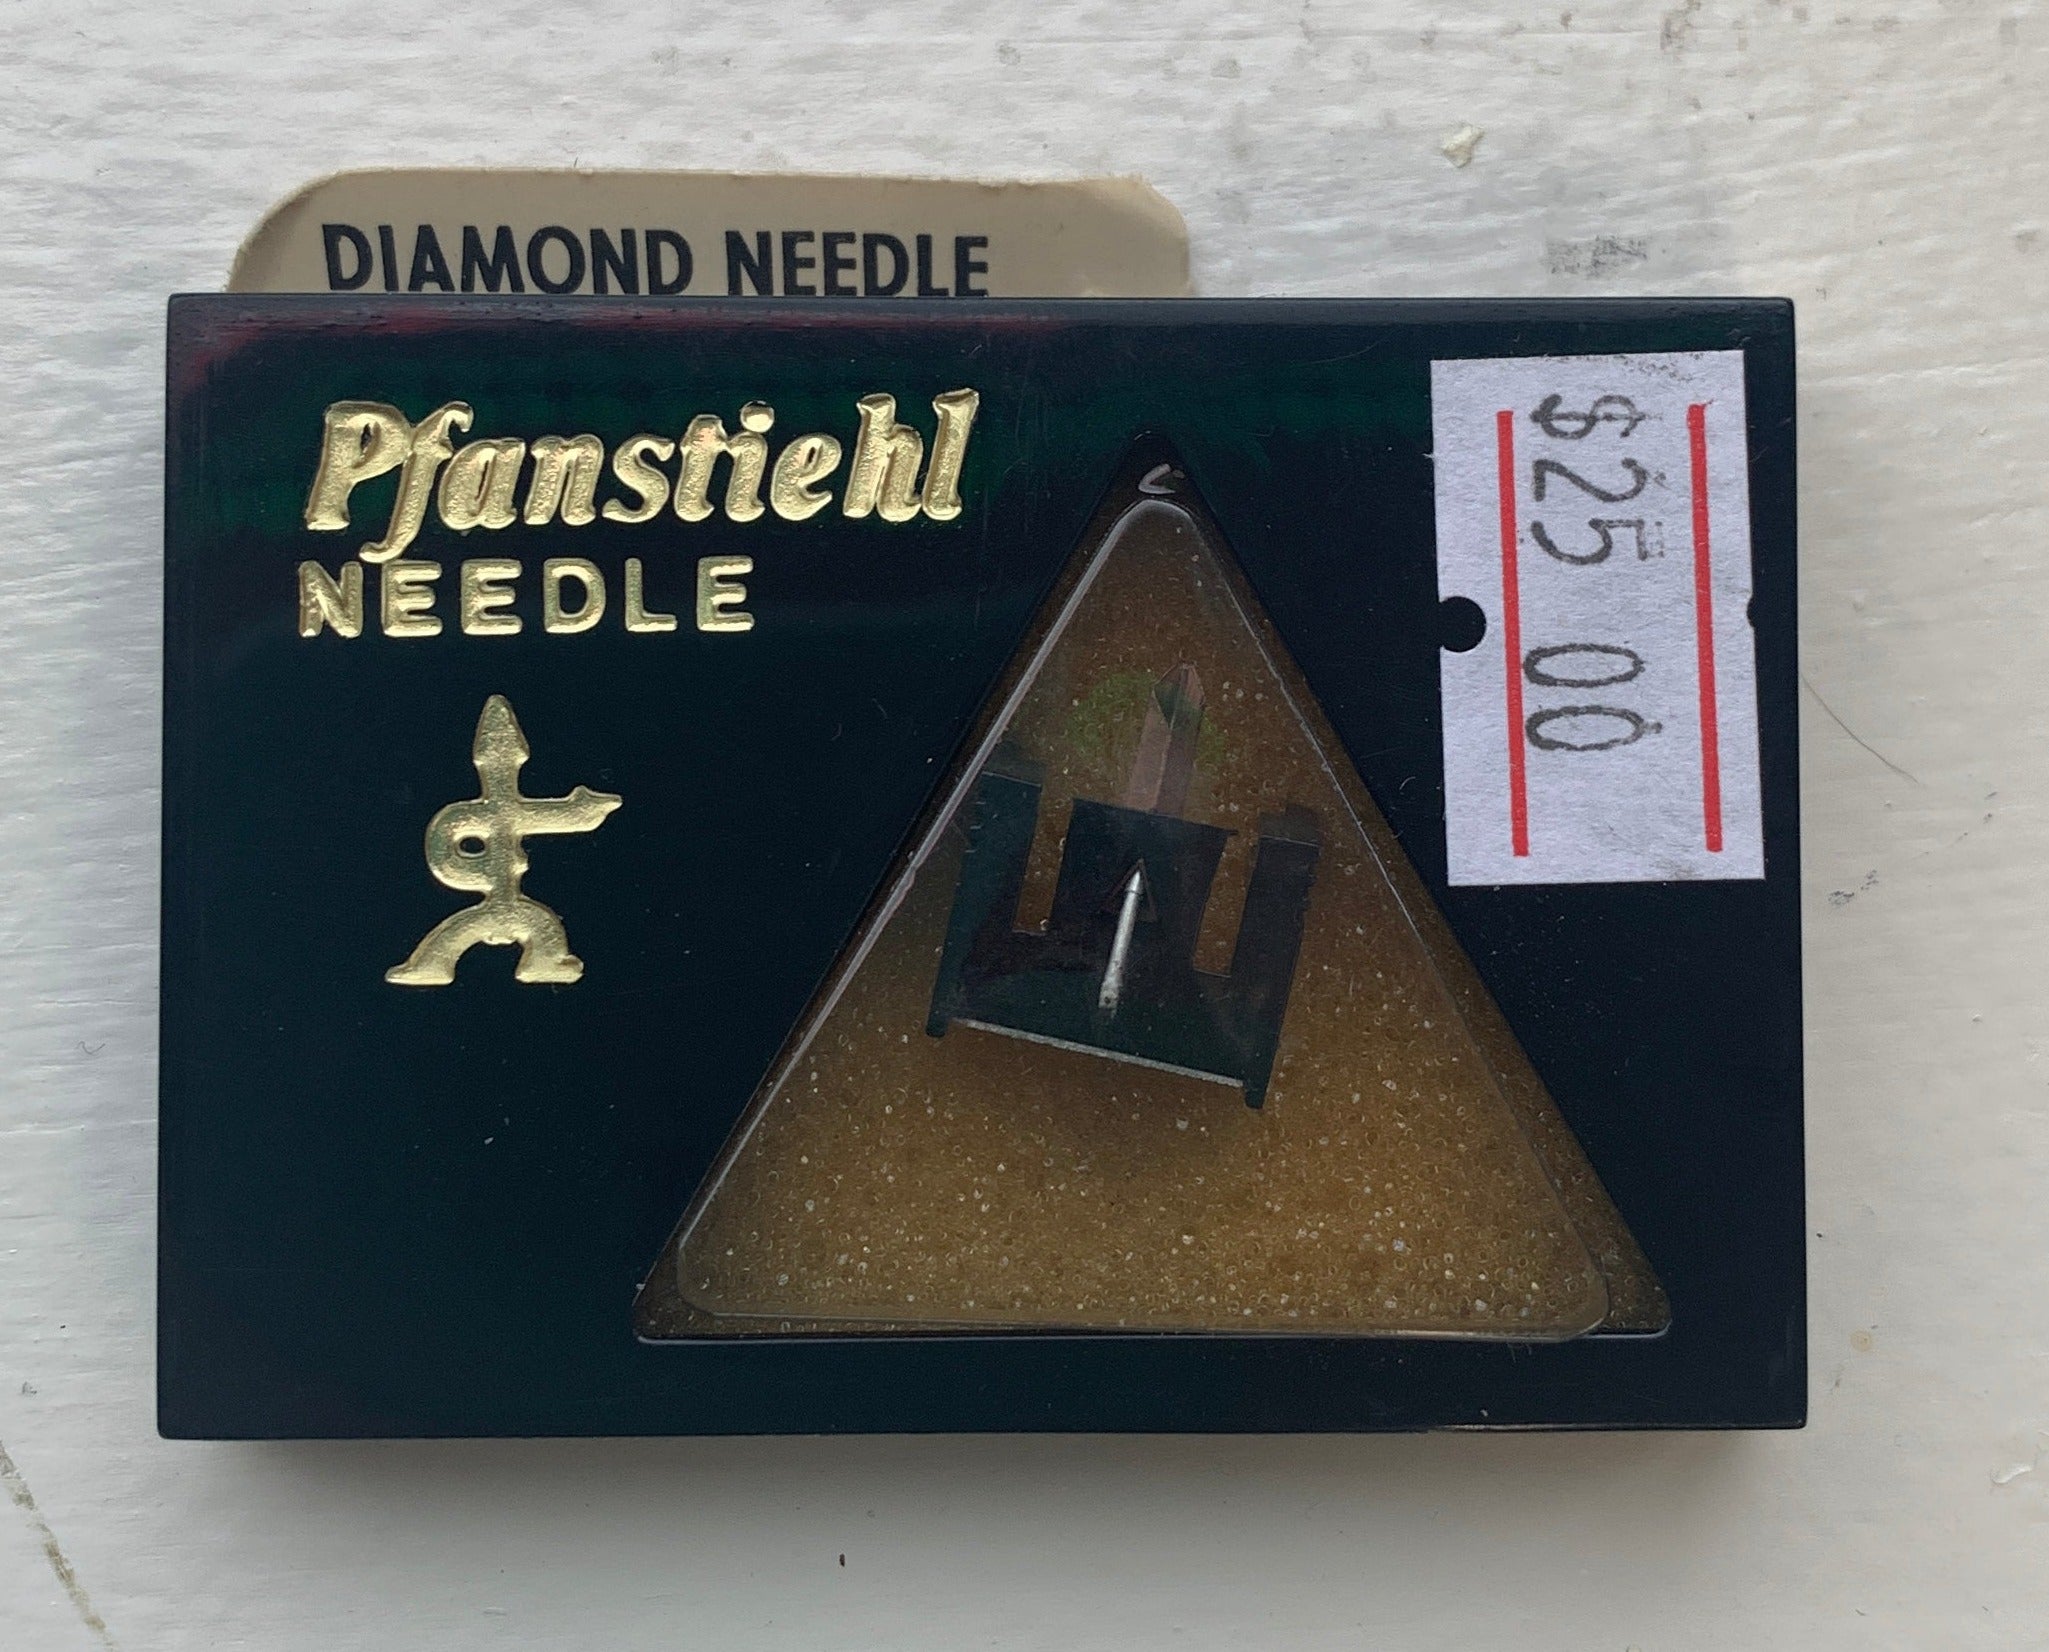 DIAMOND NEEDLE
Pfanstiehl
NEEDLE
$25 00